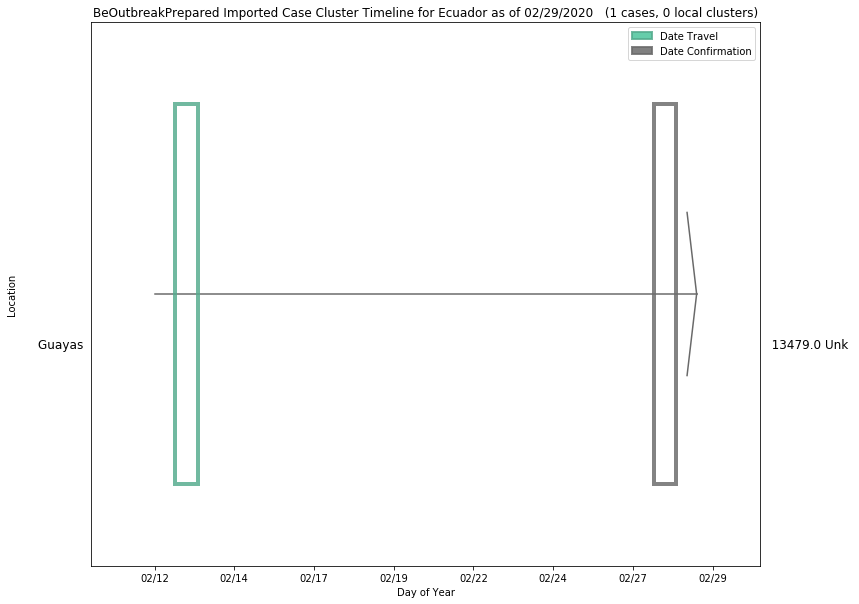 BeOutbreakPrepared Imported Case Cluster Timeline for Ecuador as of 02/29/2020 (1 cases, 0 local clusters)
Date Travel
Date Confirmation
Location
Guayas
13479.0 Unk
02/12 02/14 02/17 02/19 02/22 02/24 02/27 02/29
Day of Year